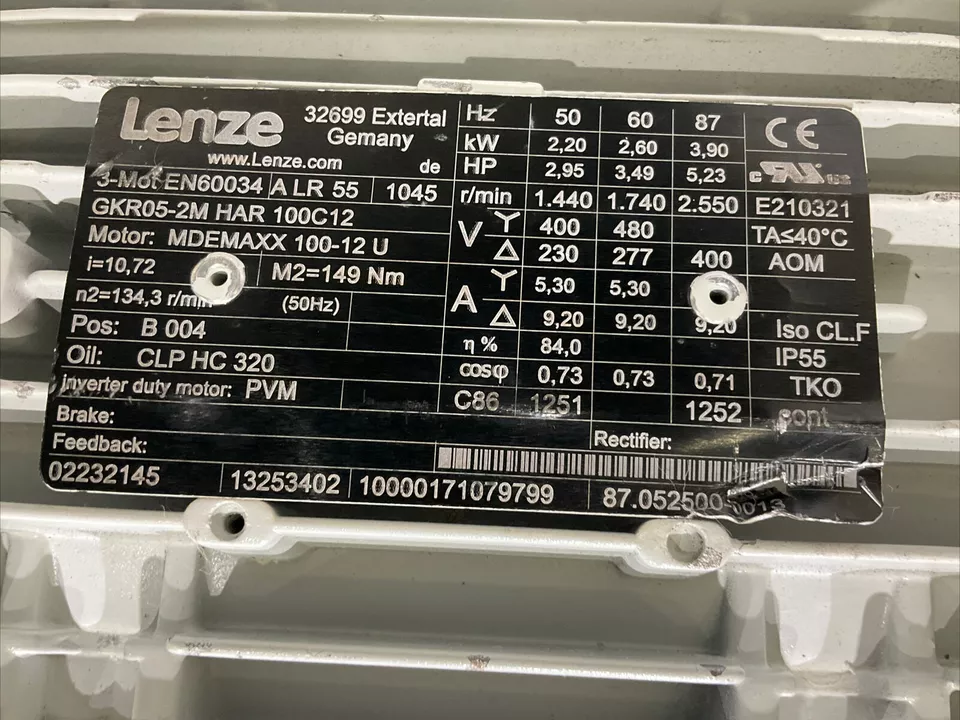 Lenze
32699 Extertal
Gemany
www.Lenze.com
de
3-Mot EN60034 A LR 55 1045
GKR05-2M HAR 100C12
Motor: MDEMAXX 100-12 U
i=10,72 M2=149 Nm
n2=134,3 r/min (50Hz)
Pos: B 004
Oil: CLP HC 320
Inverter duty motor: PVM
Brake:
Feedback:
Hz 50 60 87
kW 2,20 2,60 3,90
HP 2,95 3,49 5,23
r/min 1.440 1.740 2.550
V Y 400 480
△ 230 277 400
A Y 5,30 5,30
△ 9,20 9,20 9,20
η % 84,0
cosφ 0,73 0,73 0,71
C86 1251 1252
CE
c US
E210321
TA≤40°C
AOM
Iso CL.F
IP55
TKO
cont
Rectifier:
02232145 13253402 10000171079799 87.052500-0013